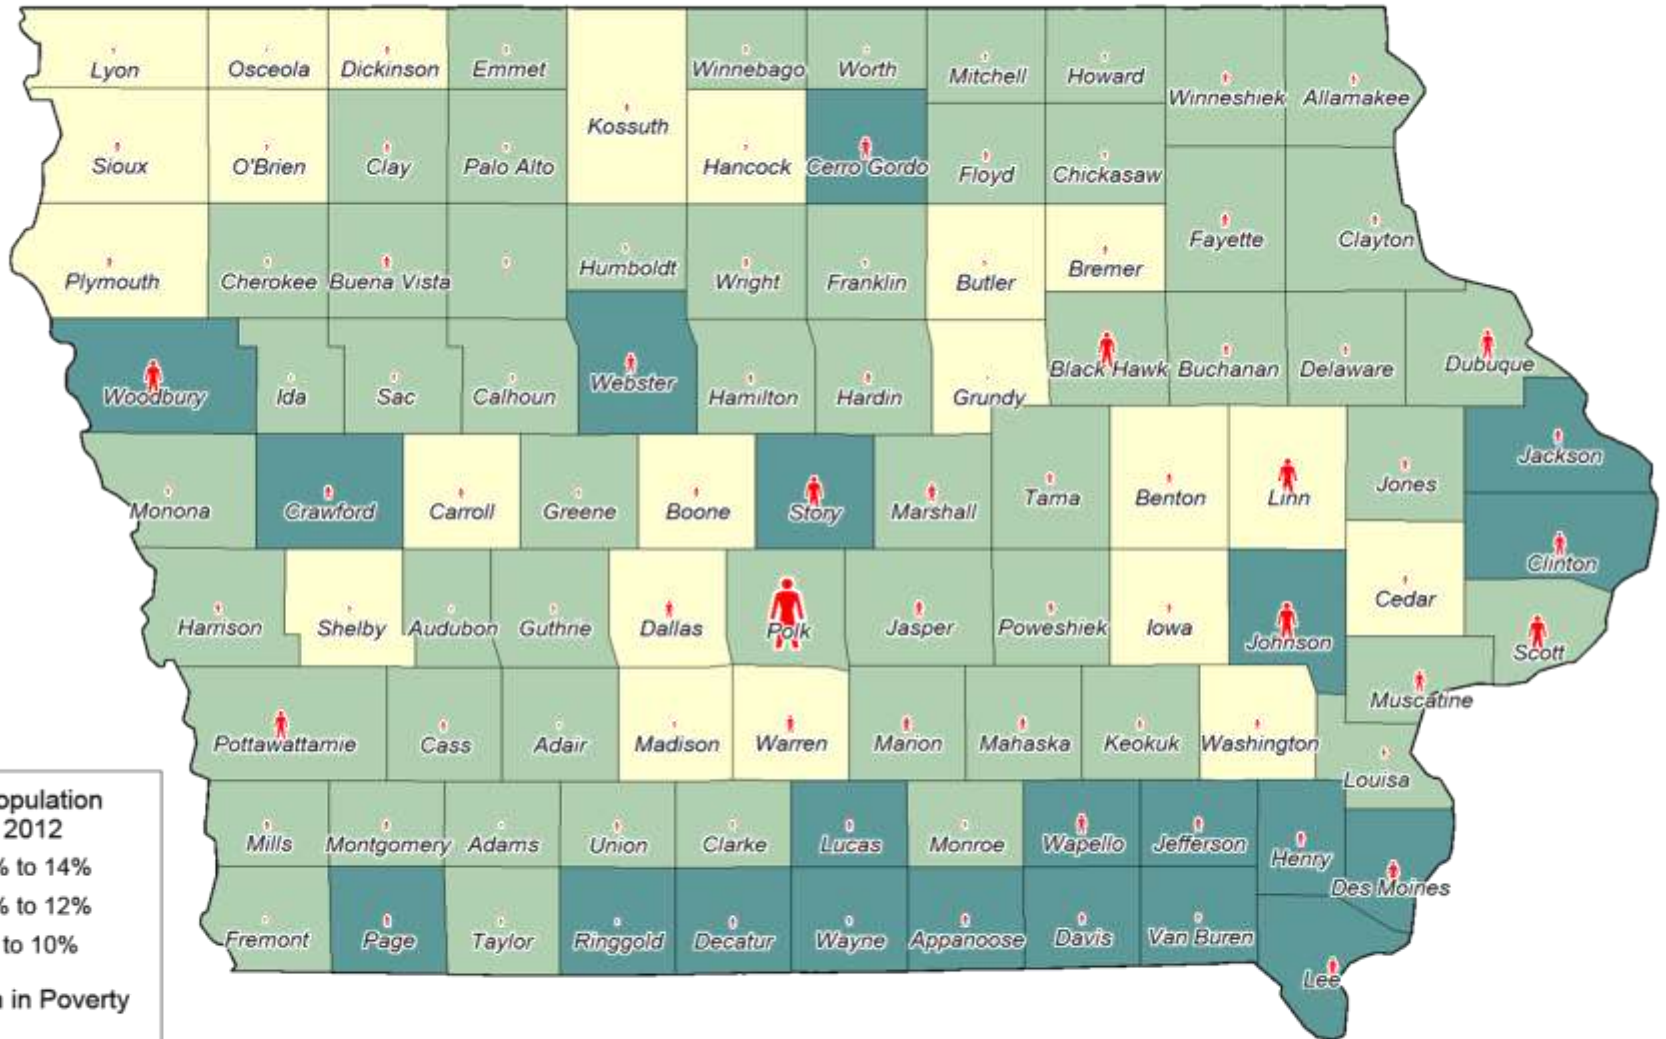 Lyon
Osceola
Dickinson
Emmet
Winnebago
Worth
Mitchell
Howard
Winneshiek
Allamakee
Kossuth
Sioux
O'Brien
Clay
Palo Alto
Hancock
Cerro Gordo
Floyd
Chickasaw
Fayette
Clayton
Plymouth
Cherokee
Buena Vista
Humboldt
Wright
Franklin
Butler
Bremer
Woodbury
Ida
Sac
Calhoun
Webster
Hamilton
Hardin
Grundy
Black Hawk
Buchanan
Delaware
Dubuque
Jackson
Monona
Crawford
Carroll
Greene
Boone
Story
Marshall
Tama
Benton
Linn
Jones
Clinton
Harrison
Shelby
Audubon
Guthrie
Dallas
Polk
Jasper
Poweshiek
Iowa
Johnson
Cedar
Scott
Muscatine
Pottawattamie
Cass
Adair
Madison
Warren
Marion
Mahaska
Keokuk
Washington
Louisa
Mills
Montgomery
Adams
Union
Clarke
Lucas
Monroe
Wapello
Jefferson
Henry
Des Moines
Fremont
Page
Taylor
Ringgold
Decatur
Wayne
Appanoose
Davis
Van Buren
Lee
opulation
2012
% to 14%
% to 12%
to 10%
in Poverty